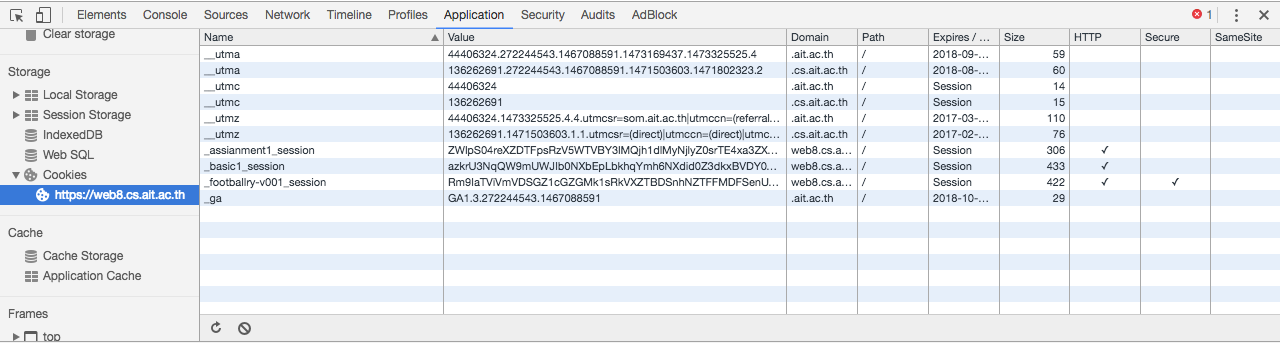 Elements Console Sources Network Timeline Profiles Application Security Audits AdBlock 1
Clear storage
Storage
Local Storage
Session Storage
IndexedDB
Web SQL
Cookies
https://web8.cs.ait.ac.th
Cache
Cache Storage
Application Cache
Frames
top
Name Value Domain Path Expires / ... Size HTTP Secure SameSite
__utma 44406324.272244543.1467088591.1473169437.1473325525.4 .ait.ac.th / 2018-09-... 59
__utma 136262691.272244543.1467088591.1471503603.1471802323.2 .cs.ait.ac.th / 2018-08-... 60
__utmc 44406324 .ait.ac.th / Session 14
__utmc 136262691 .cs.ait.ac.th / Session 15
__utmz 44406324.1473325525.4.4.utmcsr=som.ait.ac.th|utmccn=(referral... .ait.ac.th / 2017-03-... 110
__utmz 136262691.1471503603.1.1.utmcsr=(direct)|utmccn=(direct)|utmc... .cs.ait.ac.th / 2017-02-... 76
_assianment1_session ZWlpS04reXZDTFpsRzV5WTVBY3lMQjh1dlMyNjlyZ0srTE4xa3ZX... web8.cs.a... / Session 306 ✓
_basic1_session azkrU3NqQW9mUWJlb0NXbEpLbkhqYmh6NXdid0Z3dkxBVDY0... web8.cs.a... / Session 433 ✓
_footballry-v001_session Rm9IaTViVmVDSGZ1cGZGMk1sRkVXZTBDSnhNZTFFMDFSenU... web8.cs.a... / Session 422 ✓ ✓
_ga GA1.3.272244543.1467088591 .ait.ac.th / 2018-10-... 29